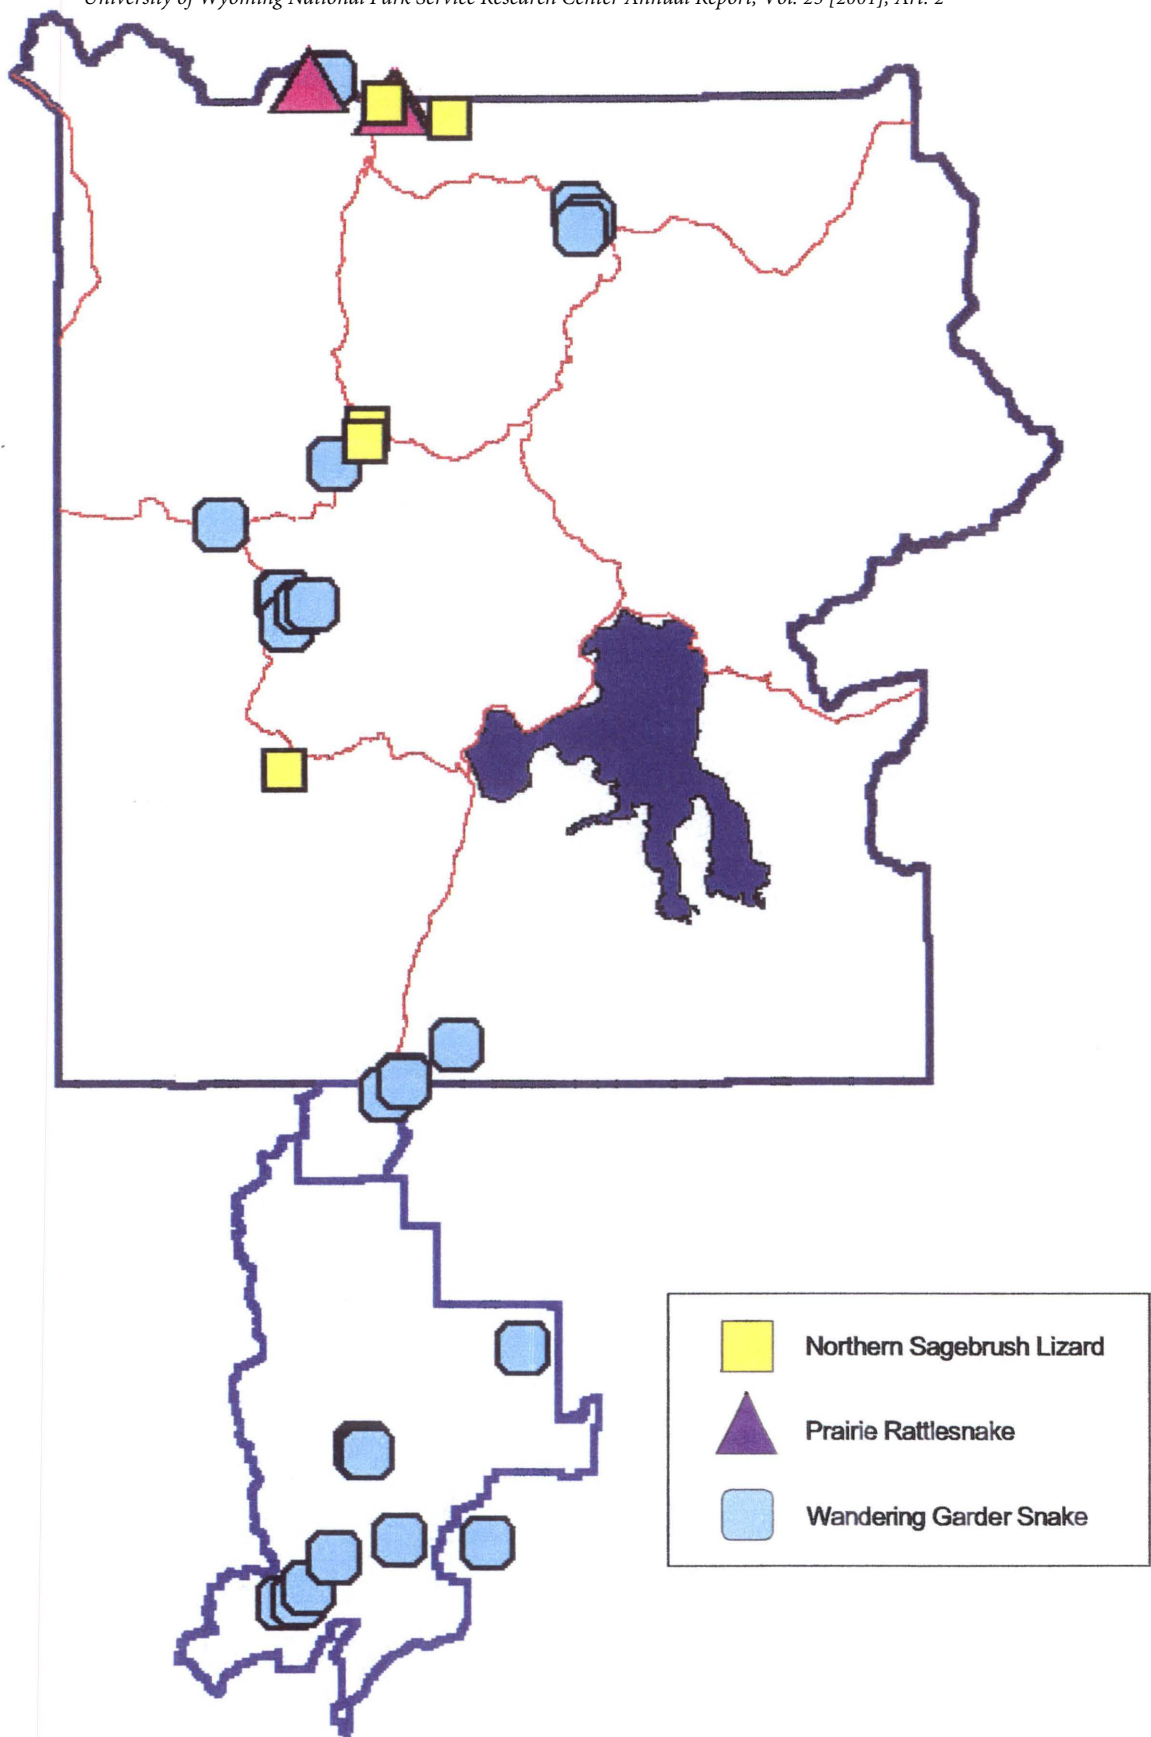 University of Wyoming National Park Service Research Center Annual Report, Vol. 25 [2001], Art. 2
Northern Sagebrush Lizard
Prairie Rattlesnake
Wandering Garder Snake